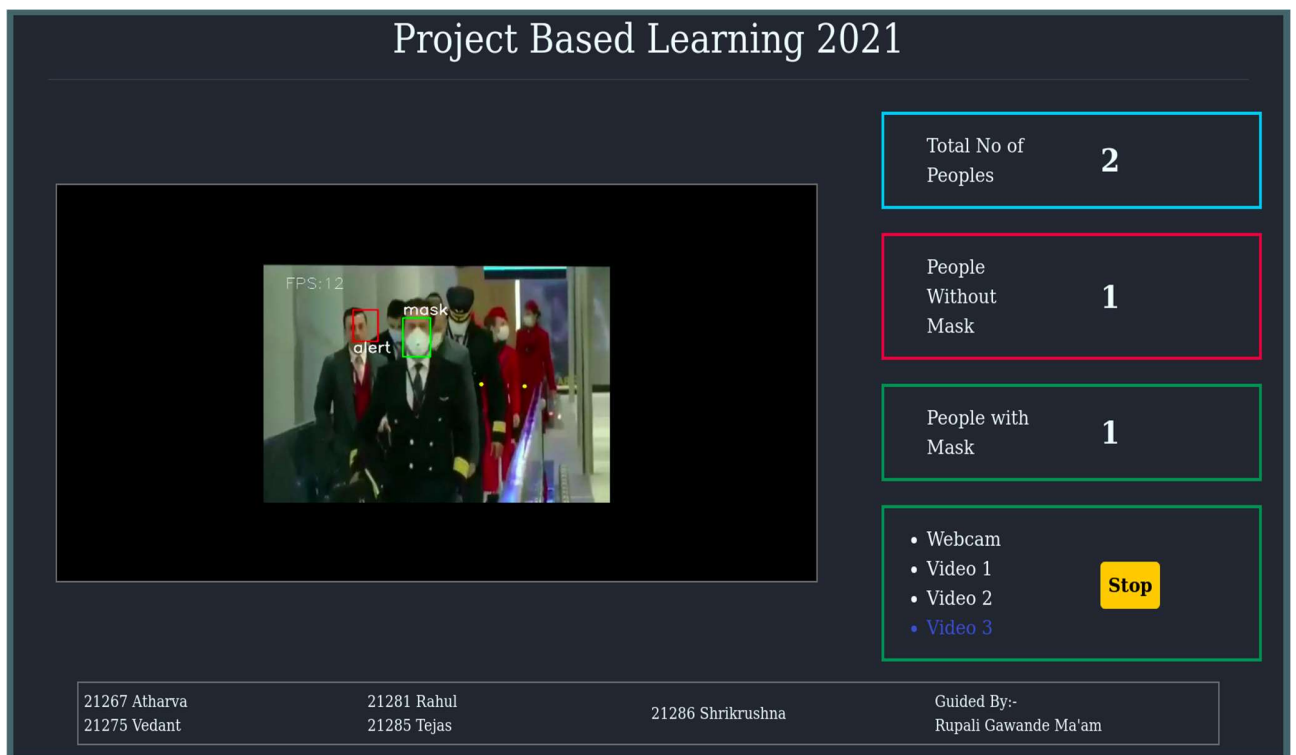 Project Based Learning 2021
Total No of
Peoples
2
People
Without
Mask
1
People with
Mask
1
FPS:12
mask
alert
Webcam
Video 1
Video 2
Video 3
Stop
21267 Atharva
21275 Vedant
21281 Rahul
21285 Tejas
21286 Shrikrushna
Guided By:-
Rupali Gawande Ma'am